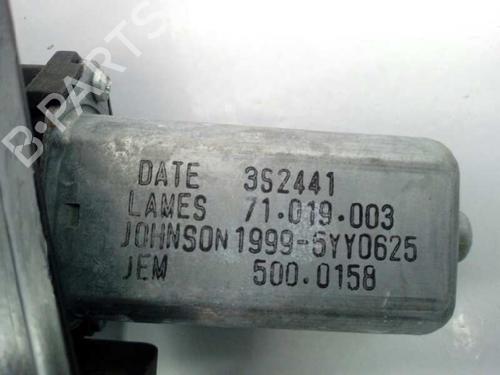 B-PARTS
DATE 3S2441
LAMES 71.019.003
JOHNSON 1999-5YY0625
JEM 500.0158